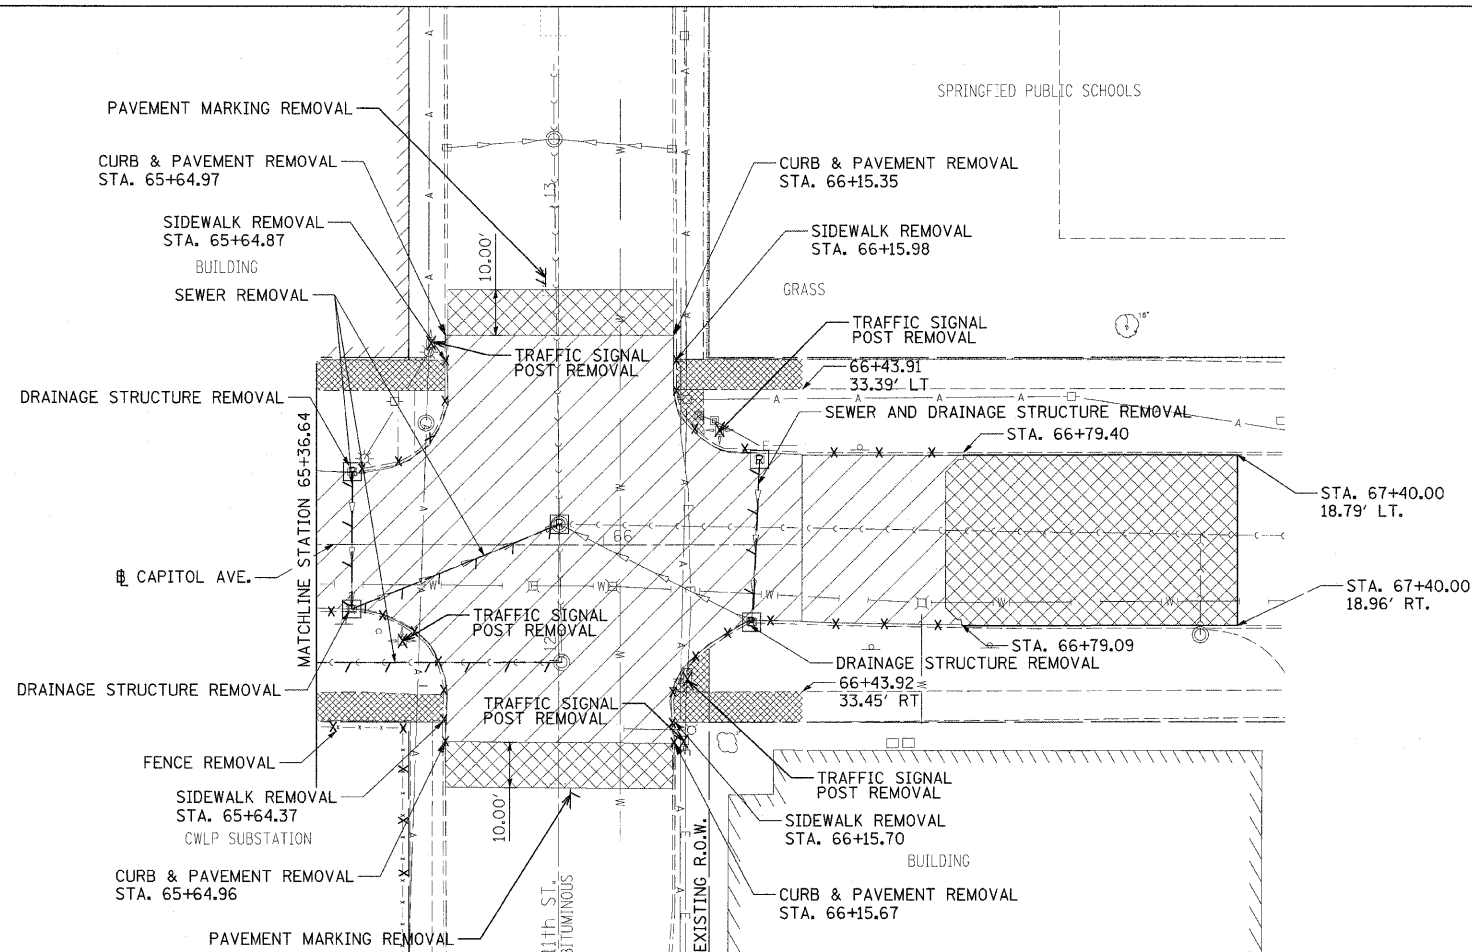 SPRINGFIED PUBLIC SCHOOLS
PAVEMENT MARKING REMOVAL
CURB & PAVEMENT REMOVAL
STA. 65+64.97
CURB & PAVEMENT REMOVAL
STA. 66+15.35
13
SIDEWALK REMOVAL
STA. 65+64.87
SIDEWALK REMOVAL
STA. 66+15.98
10.00'
BUILDING
SEWER REMOVAL
GRASS
18"
TRAFFIC SIGNAL
POST REMOVAL
TRAFFIC SIGNAL
POST REMOVAL
66+43.91
33.39' LT
DRAINAGE STRUCTURE REMOVAL
SEWER AND DRAINAGE STRUCTURE REMOVAL
STA. 66+79.40
MATCHLINE STATION 65+36.64
STA. 67+40.00
18.79' LT.
66
℄ CAPITOL AVE.
STA. 67+40.00
18.96' RT.
TRAFFIC SIGNAL
POST REMOVAL
12
STA. 66+79.09
DRAINAGE STRUCTURE REMOVAL
DRAINAGE STRUCTURE REMOVAL
66+43.92
33.45' RT
TRAFFIC SIGNAL
POST REMOVAL
FENCE REMOVAL
TRAFFIC SIGNAL
POST REMOVAL
SIDEWALK REMOVAL
STA. 65+64.37
10.00'
SIDEWALK REMOVAL
STA. 66+15.70
CWLP SUBSTATION
BUILDING
CURB & PAVEMENT REMOVAL
STA. 65+64.96
CURB & PAVEMENT REMOVAL
STA. 66+15.67
11th ST.
BITUMINOUS
EXISTING R.O.W.
PAVEMENT MARKING REMOVAL